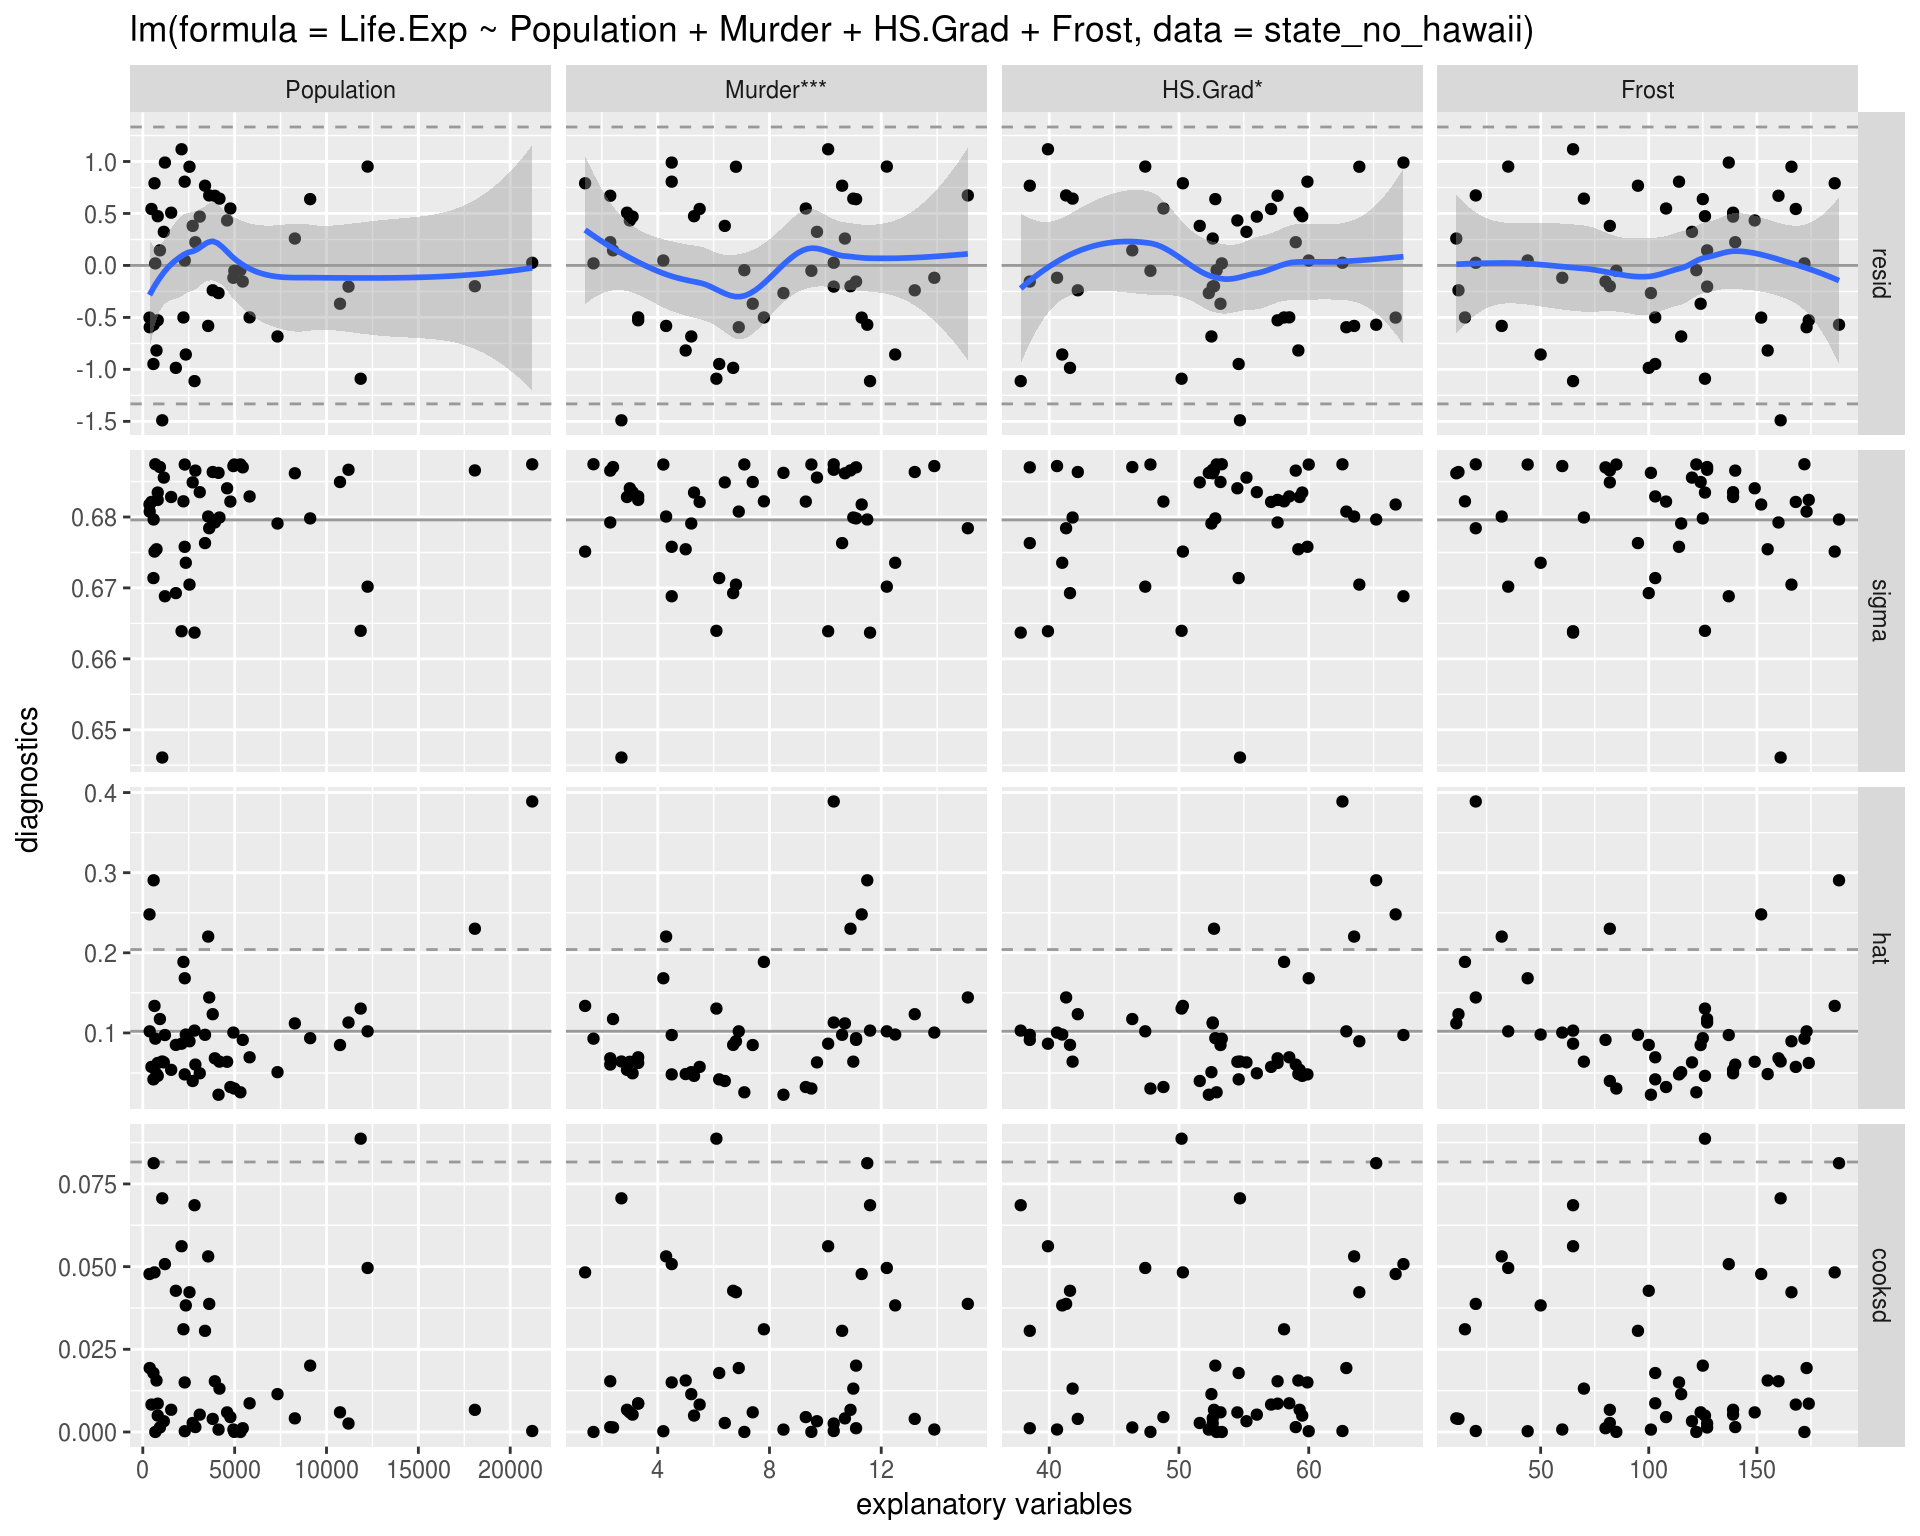 lm(formula = Life.Exp ~ Population + Murder + HS.Grad + Frost, data = state_no_hawaii)
Population Murder*** HS.Grad* Frost
1.0
0.5
0.0
-0.5
-1.0
-1.5
resid
0.68
0.67
0.66
0.65
sigma
diagnostics
0.4
0.3
0.2
0.1
hat
0.075
0.050
0.025
0.000
cooksd
0 5000 10000 15000 20000 4 8 12 40 50 60 50 100 150
explanatory variables